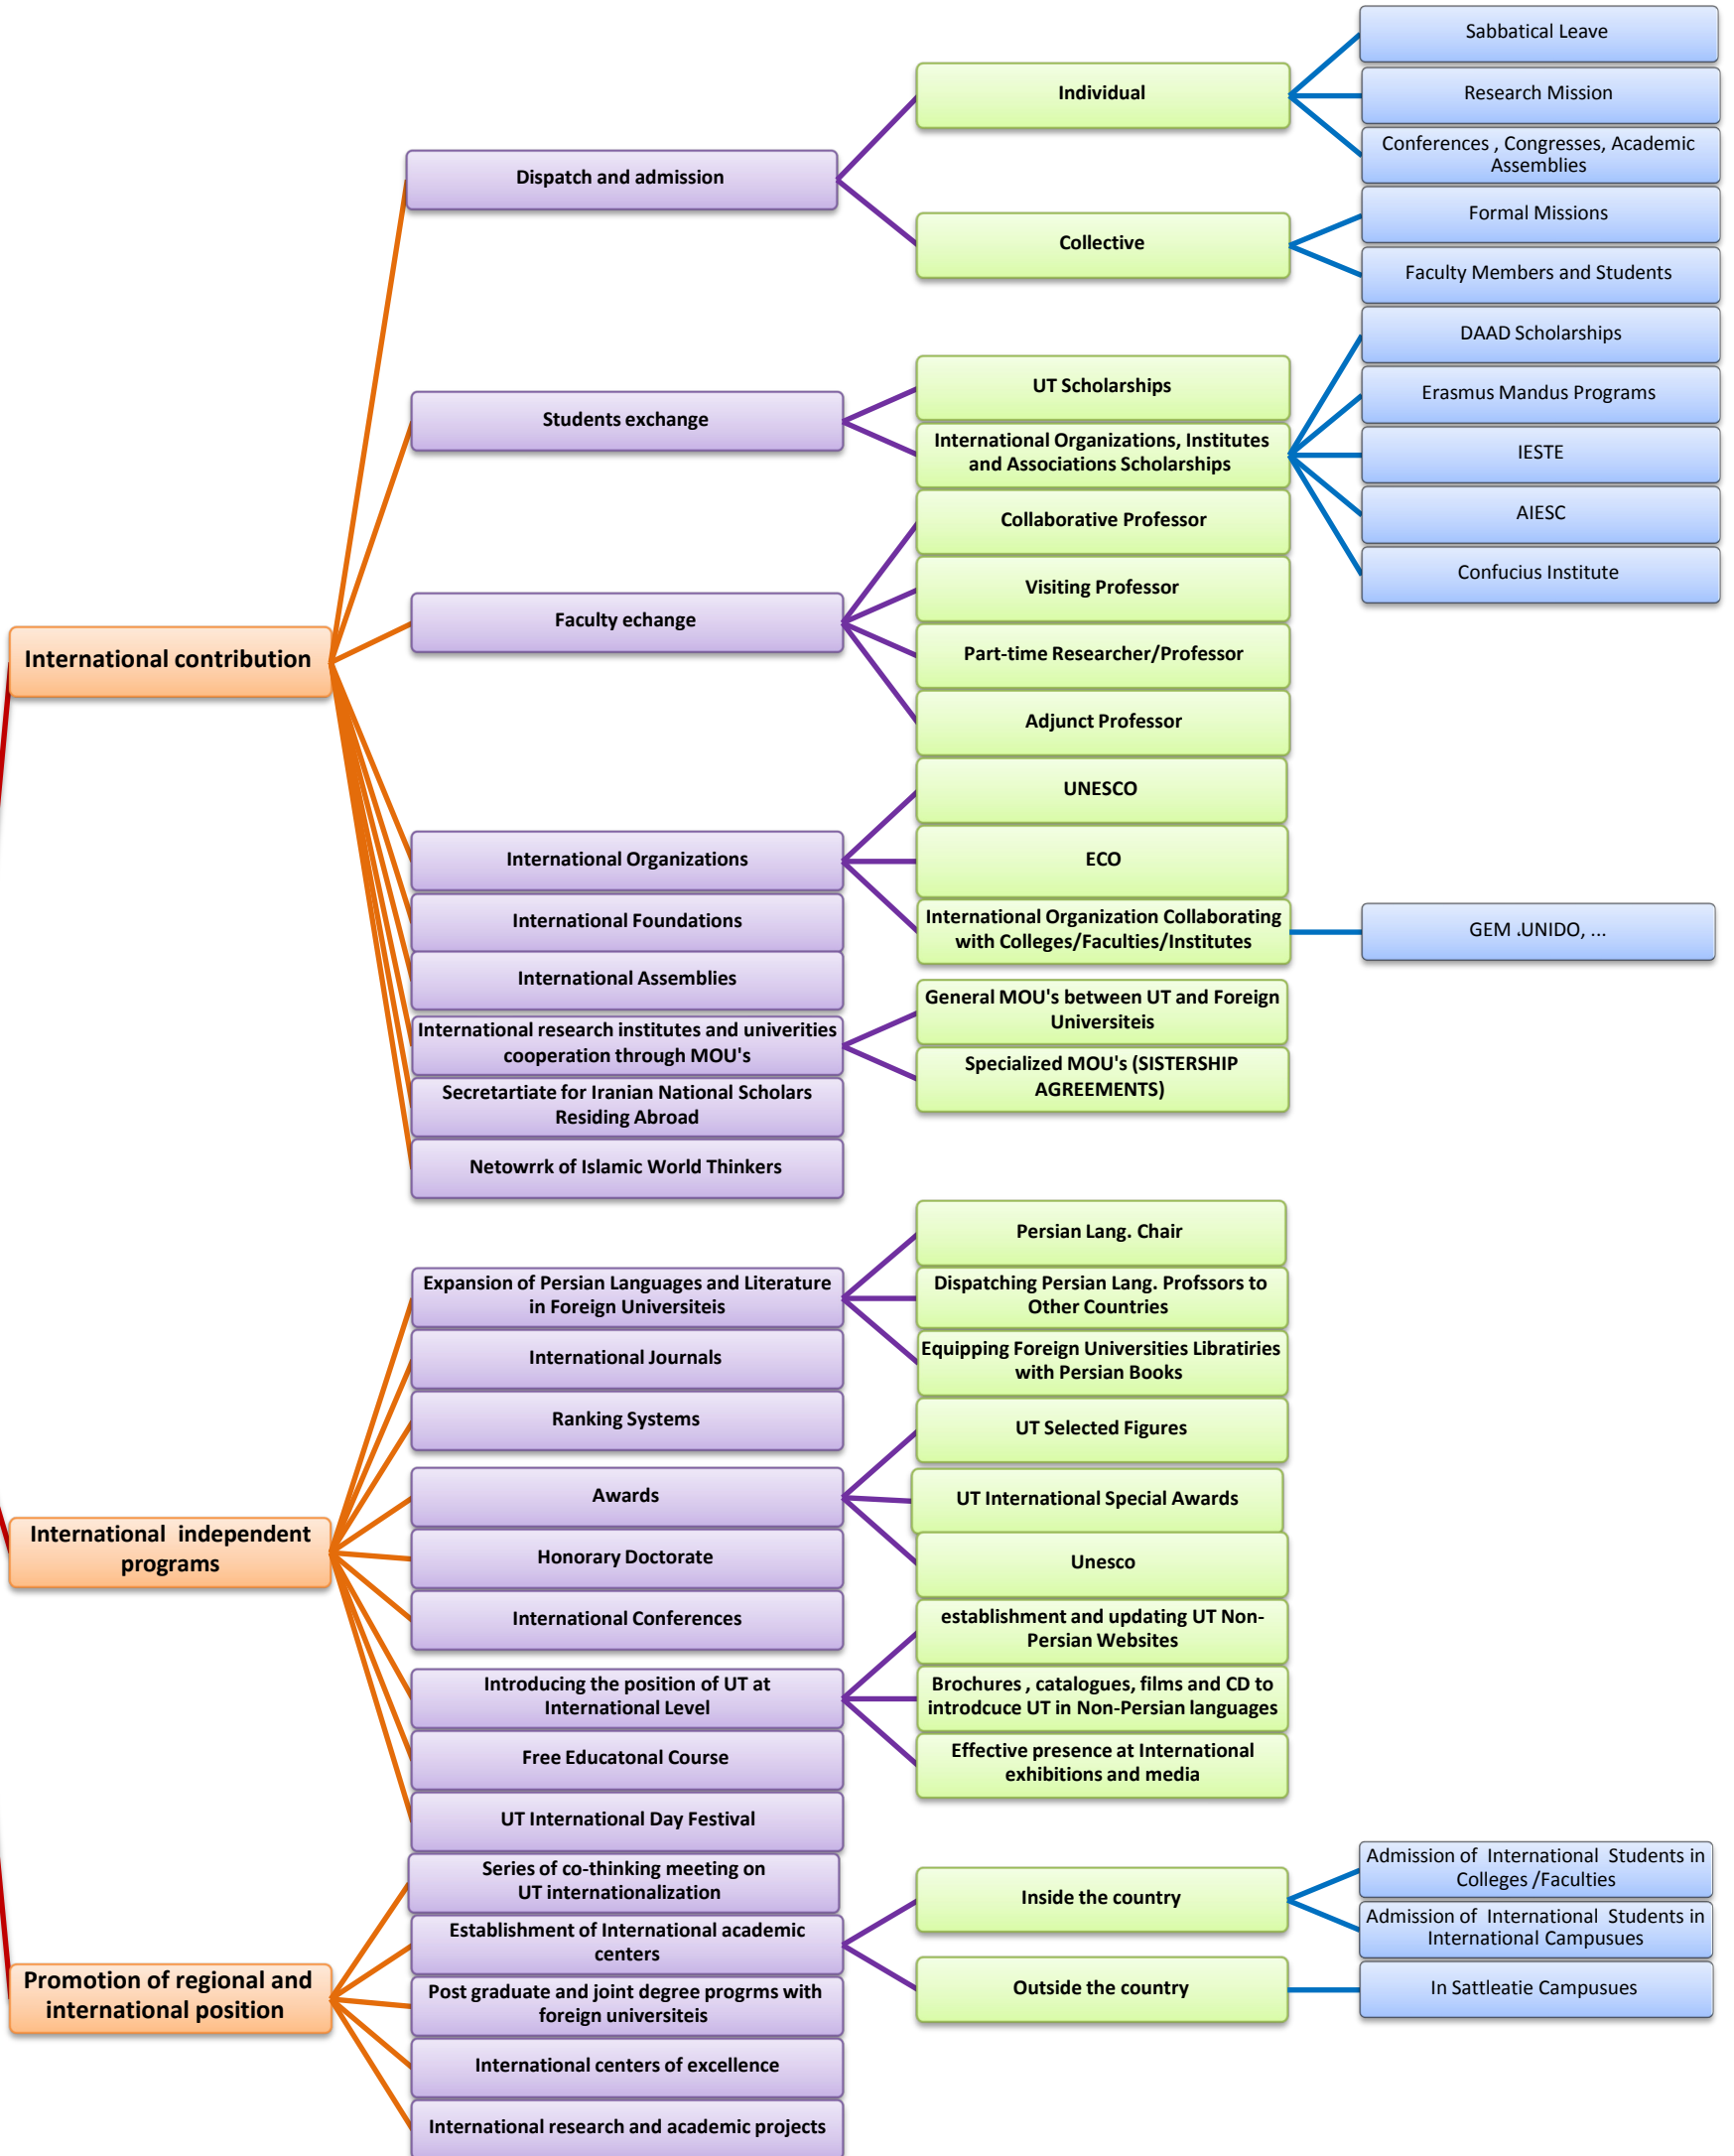 International contribution
Dispatch and admission
Individual
Sabbatical Leave
Research Mission
Conferences , Congresses, Academic
Assemblies
Collective
Formal Missions
Faculty Members and Students
Students exchange
UT Scholarships
International Organizations, Institutes
and Associations Scholarships
DAAD Scholarships
Erasmus Mandus Programs
IESTE
AIESC
Confucius Institute
Faculty echange
Collaborative Professor
Visiting Professor
Part-time Researcher/Professor
Adjunct Professor
International Organizations
UNESCO
ECO
International Organization Collaborating
with Colleges/Faculties/Institutes
GEM ،UNIDO, ...
International Foundations
International Assemblies
International research institutes and univerities
cooperation through MOU's
General MOU's between UT and Foreign
Universiteis
Specialized MOU's (SISTERSHIP
AGREEMENTS)
Secretartiate for Iranian National Scholars
Residing Abroad
Netowrrk of Islamic World Thinkers
International independent
programs
Expansion of Persian Languages and Literature
in Foreign Universiteis
Persian Lang. Chair
Dispatching Persian Lang. Profssors to
Other Countries
Equipping Foreign Universities Libratiries
with Persian Books
International Journals
Ranking Systems
Awards
UT Selected Figures
UT International Special Awards
Unesco
Honorary Doctorate
International Conferences
Introducing the position of UT at
International Level
establishment and updating UT Non-
Persian Websites
Brochures , catalogues, films and CD to
introdcuce UT in Non-Persian languages
Effective presence at International
exhibitions and media
Free Educatonal Course
UT International Day Festival
Promotion of regional and
international position
Series of co-thinking meeting on
UT internationalization
Establishment of International academic
centers
Inside the country
Admission of International Students in
Colleges /Faculties
Admission of International Students in
International Campusues
Outside the country
In Sattleatie Campusues
Post graduate and joint degree progrms with
foreign universiteis
International centers of excellence
International research and academic projects